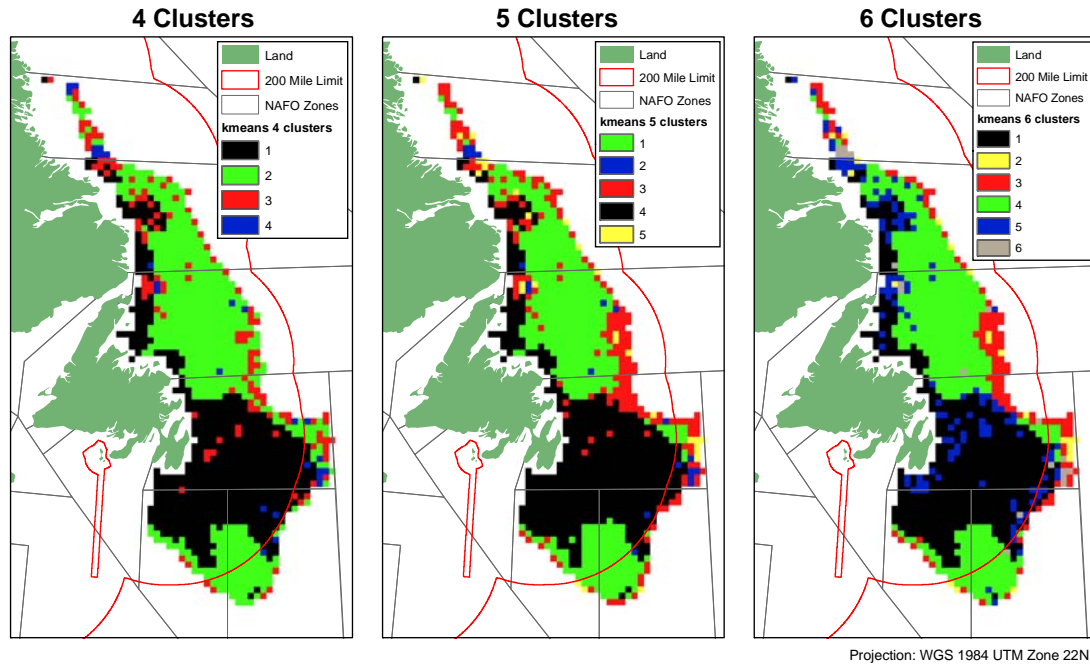 4 Clusters
Land
200 Mile Limit
NAFO Zones
kmeans 4 clusters
1
2
3
4
5 Clusters
Land
200 Mile Limit
NAFO Zones
kmeans 5 clusters
1
2
3
4
5
6 Clusters
Land
200 Mile Limit
NAFO Zones
kmeans 6 clusters
1
2
3
4
5
6
Projection: WGS 1984 UTM Zone 22N